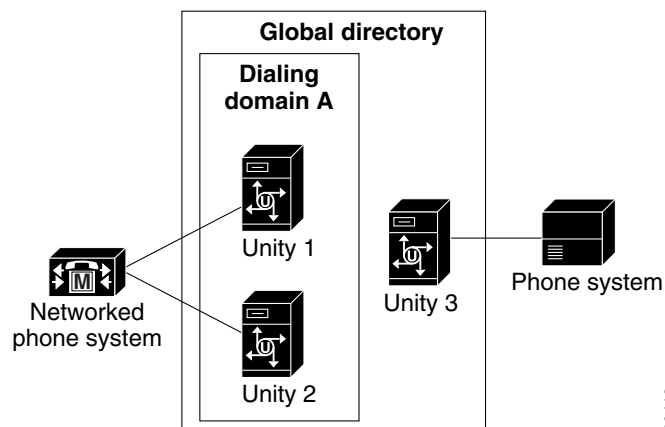 Global directory
Dialing
domain A
U
Unity 1
U
Unity 3
Phone system
M
Networked
phone system
U
Unity 2